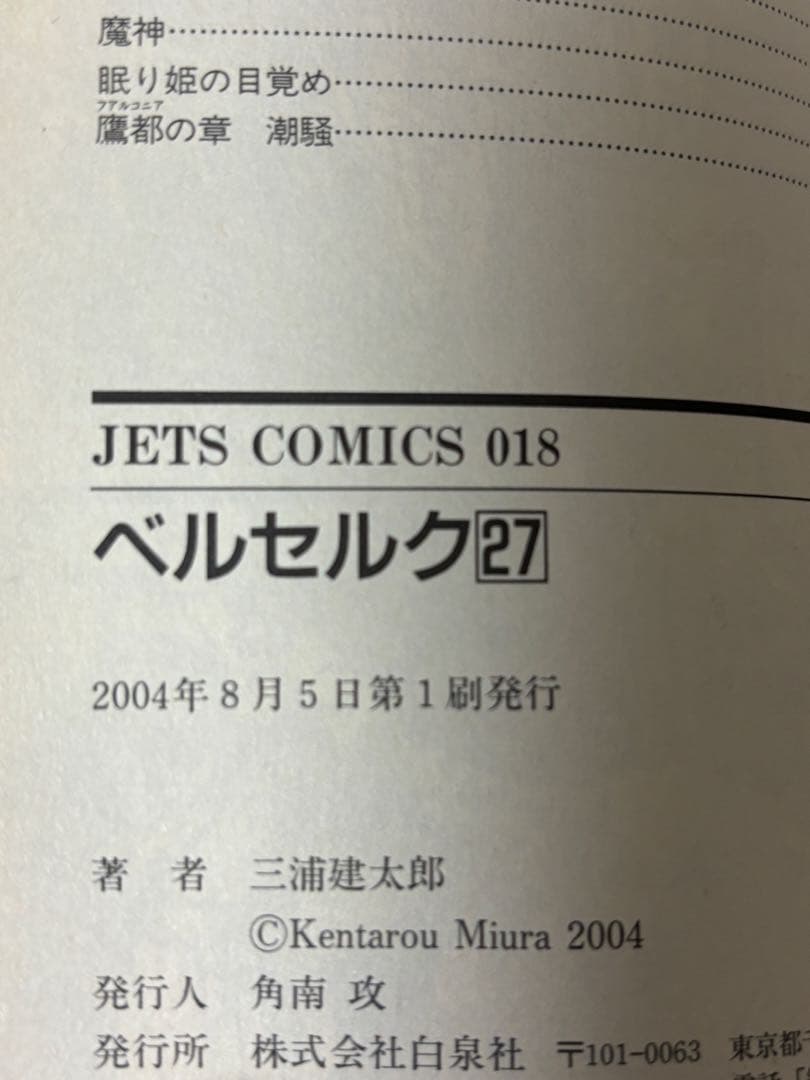 魔神……………………………
眠り姫の目覚め……………………
フアルコニア
鷹都の章　潮騒……………………
JETS COMICS 018
ベルセルク27
2004年8月5日第1刷発行
著　者　三浦建太郎
©Kentarou Miura 2004
発行人　角南 攻
発行所　株式会社白泉社　〒101-0063　東京都